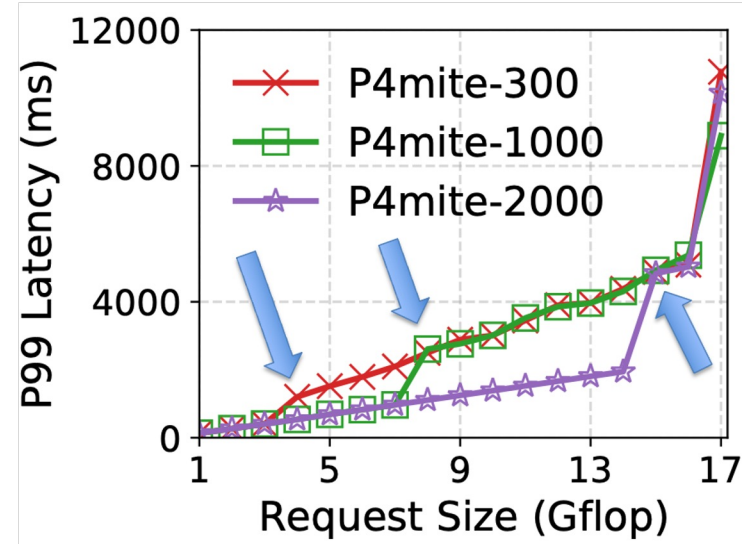 12000
8000
4000
0
P99 Latency (ms)
P4mite-300
P4mite-1000
P4mite-2000
1 5 9 13 17
Request Size (Gflop)